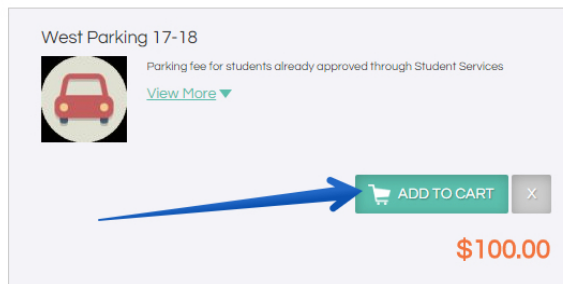 West Parking 17-18
Parking fee for students already approved through Student Services
View More
ADD TO CART
X
$100.00